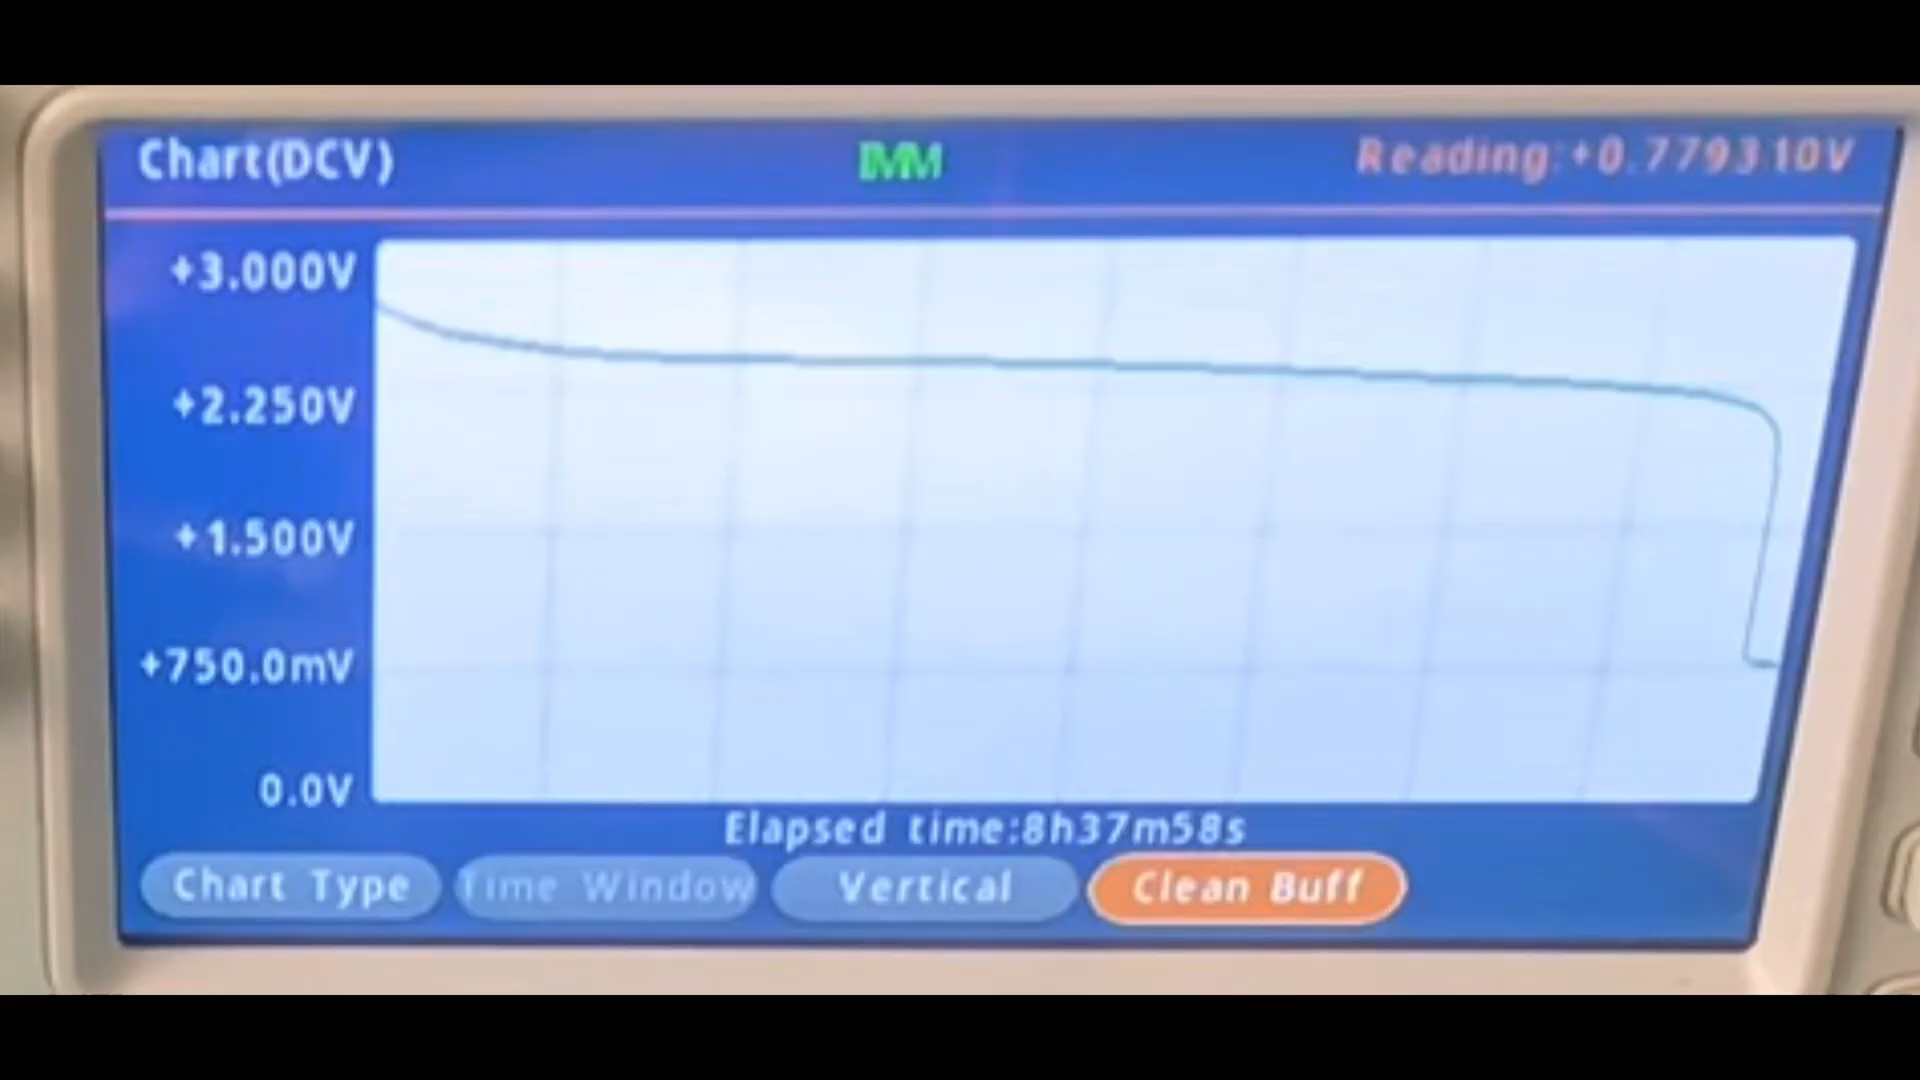 Chart(DCV) IMM Reading:+0.779310V
+3.000V
+2.250V
+1.500V
+750.0mV
0.0V
Elapsed time:8h37m58s
Chart Type Time Window Vertical Clean Buff